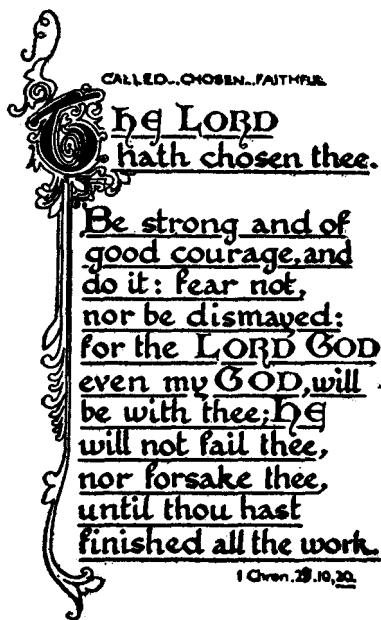 CALLED...CHOSEN...FAITHFUL
The LORD
hath chosen thee.
Be strong and of
good courage, and
do it: fear not,
nor be dismayed:
for the LORD GOD
even my GOD, will
be with thee; HE
will not fail thee,
nor forsake thee,
until thou hast
finished all the work.
1 Chron. 28.10,20.